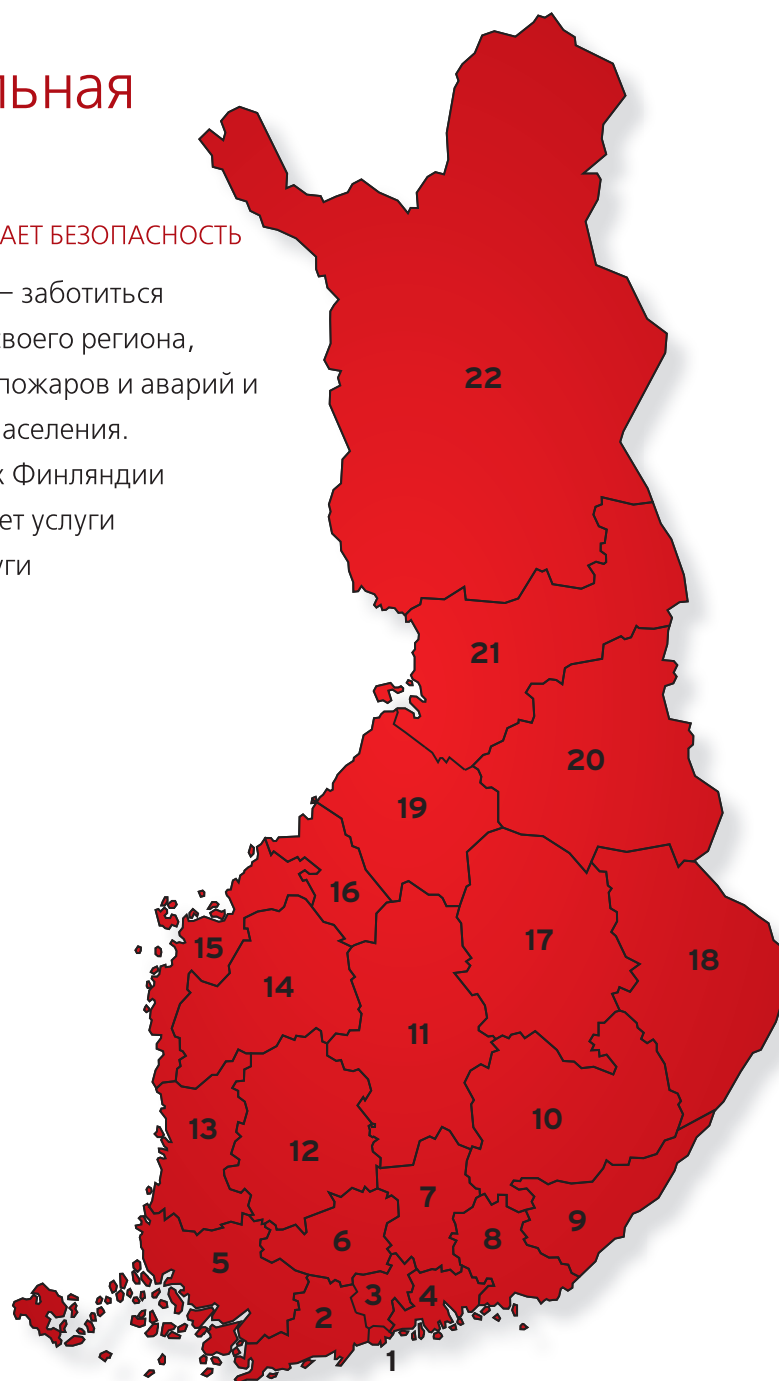 льная
АЕТ БЕЗОПАСНОСТЬ
– заботиться
своего региона,
пожаров и аварий и
аселения.
х Финляндии
ет услуги
уги
22
21
20
19
16
17
15
18
14
11
10
13
12
7
9
8
6
5
3
4
2
1